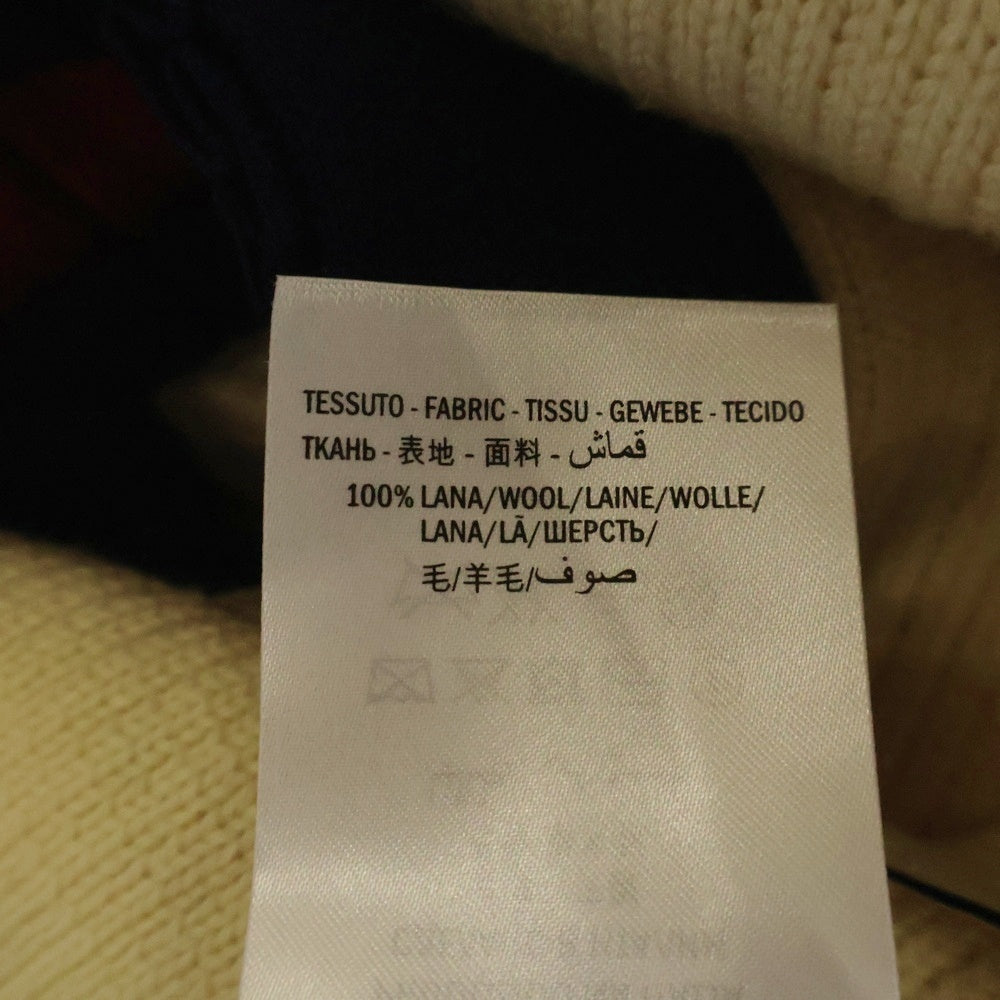 TESSUTO - FABRIC - TISSU - GEWEBE - TECIDO
ТКАНЬ - 表地 - 面料 - قماش
100% LANA/WOOL/LAINE/WOLLE/
LANA/LÃ/ШЕРСТЬ/
毛/羊毛/صوف